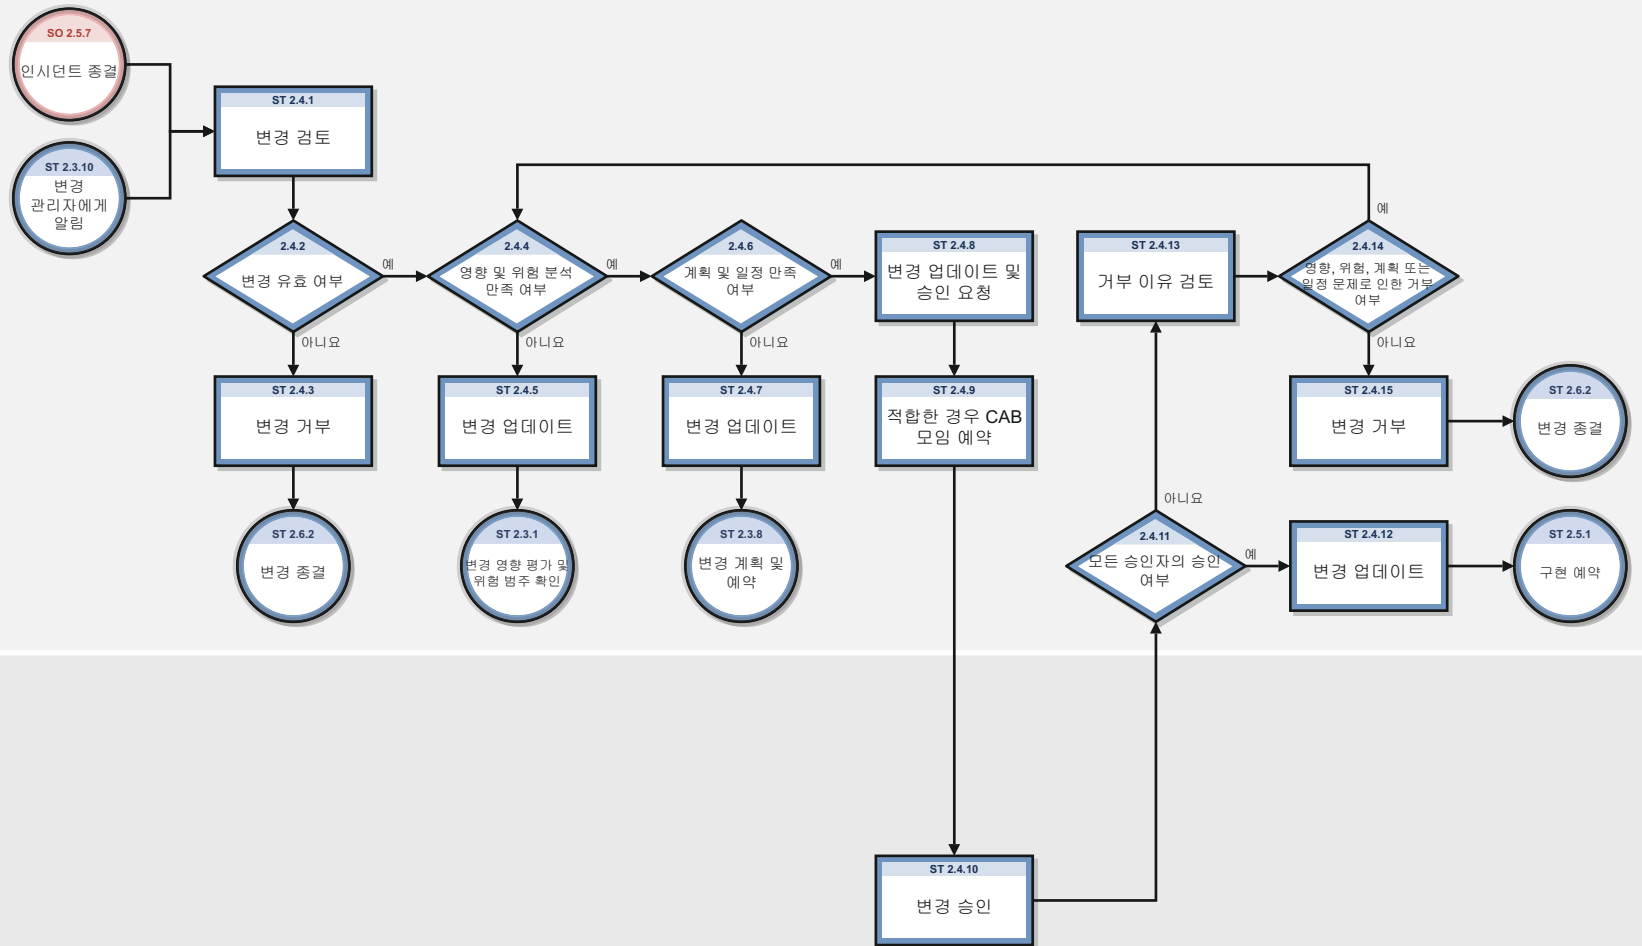 SO 2.5.7
인시던트 종결
ST 2.3.10
변경
관리자에게
알림
ST 2.4.1
변경 검토
2.4.2
변경 유효 여부
예
아니요
ST 2.4.3
변경 거부
ST 2.6.2
변경 종결
2.4.4
영향 및 위험 분석
만족 여부
예
아니요
ST 2.4.5
변경 업데이트
ST 2.3.1
변경 영향 평가 및
위험 범주 확인
2.4.6
계획 및 일정 만족
여부
예
아니요
ST 2.4.7
변경 업데이트
ST 2.3.8
변경 계획 및
예약
ST 2.4.8
변경 업데이트 및
승인 요청
ST 2.4.9
적합한 경우 CAB
모임 예약
ST 2.4.10
변경 승인
2.4.11
모든 승인자의 승인
여부
예
아니요
ST 2.4.12
변경 업데이트
ST 2.5.1
구현 예약
ST 2.4.13
거부 이유 검토
2.4.14
영향, 위험, 계획 또는
일정 문제로 인한 거부
여부
예
아니요
ST 2.4.15
변경 거부
ST 2.6.2
변경 종결